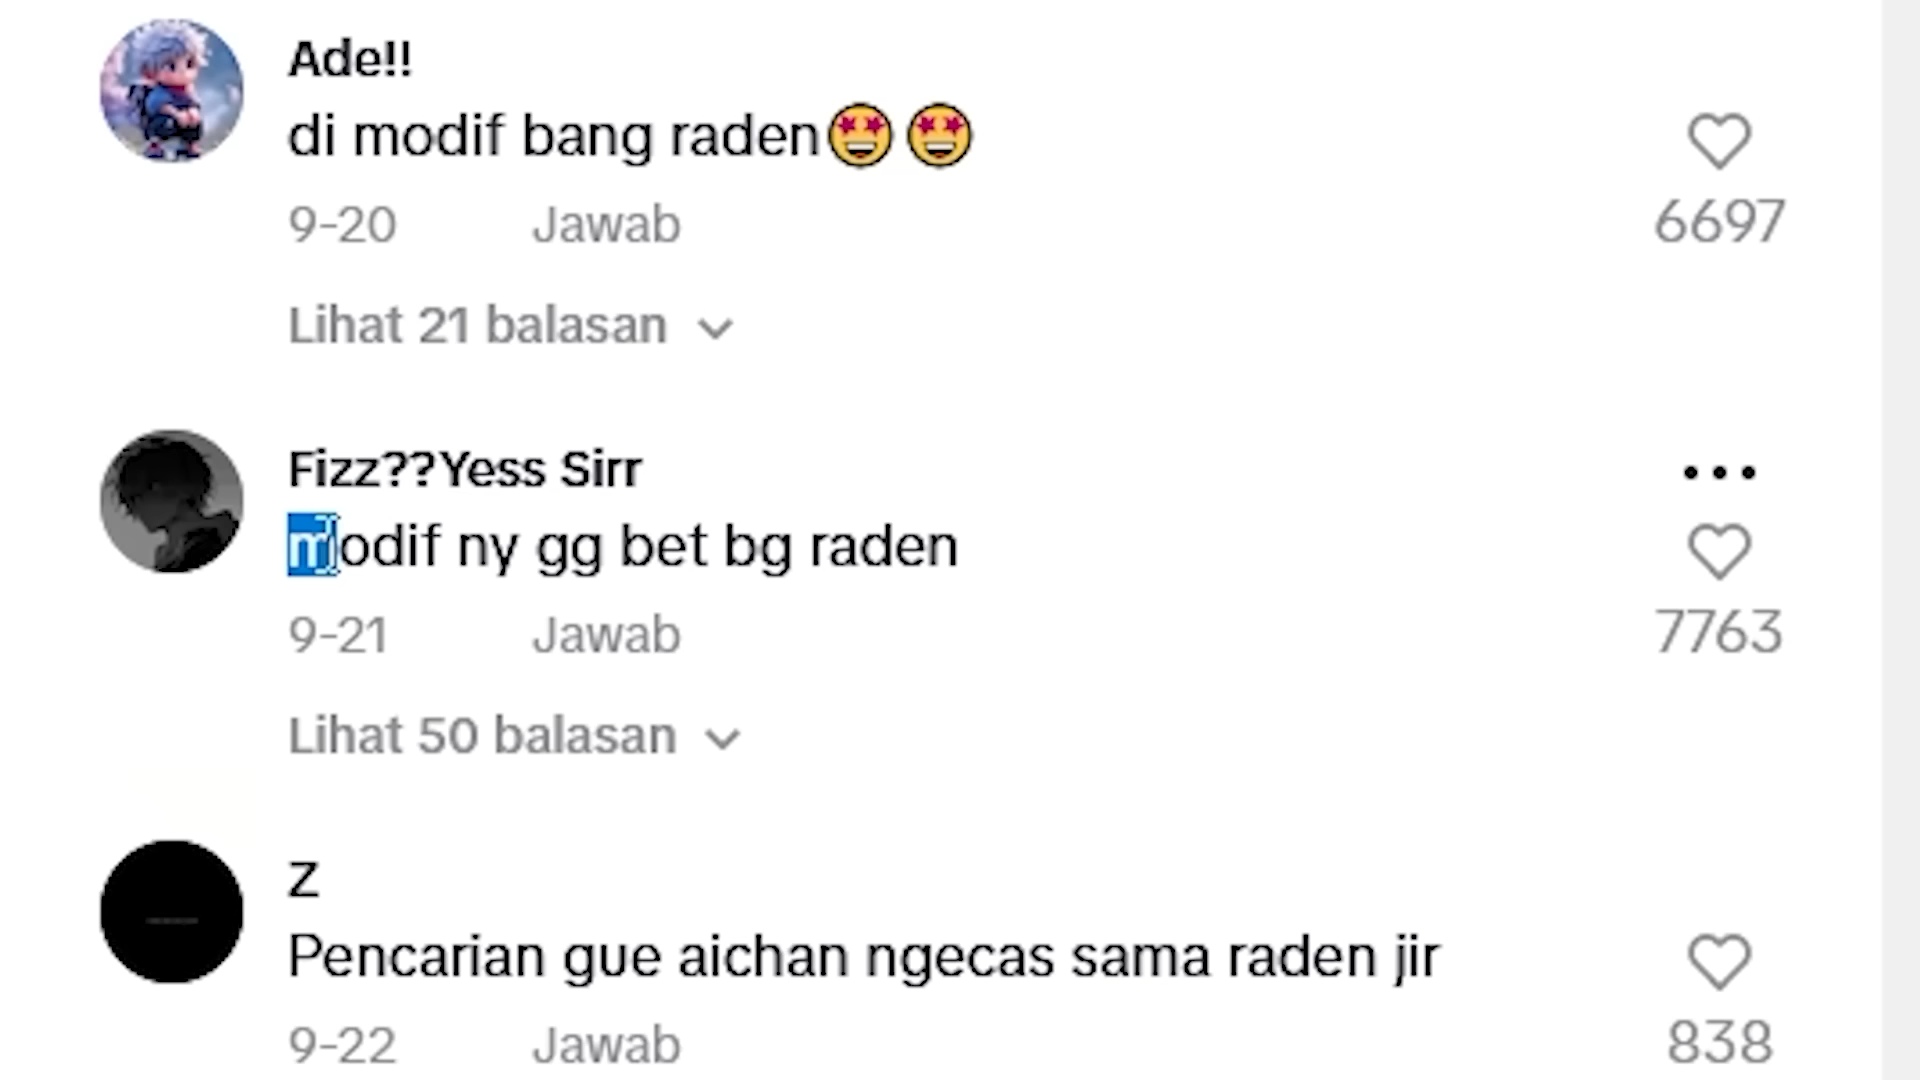 Ade!!
di modif bang raden🤩🤩
9-20 Jawab
6697
Lihat 21 balasan
Fizz??Yess Sirr
modif ny gg bet bg raden
9-21 Jawab
7763
Lihat 50 balasan
Z
Pencarian gue aichan ngecas sama raden jir
9-22 Jawab
838